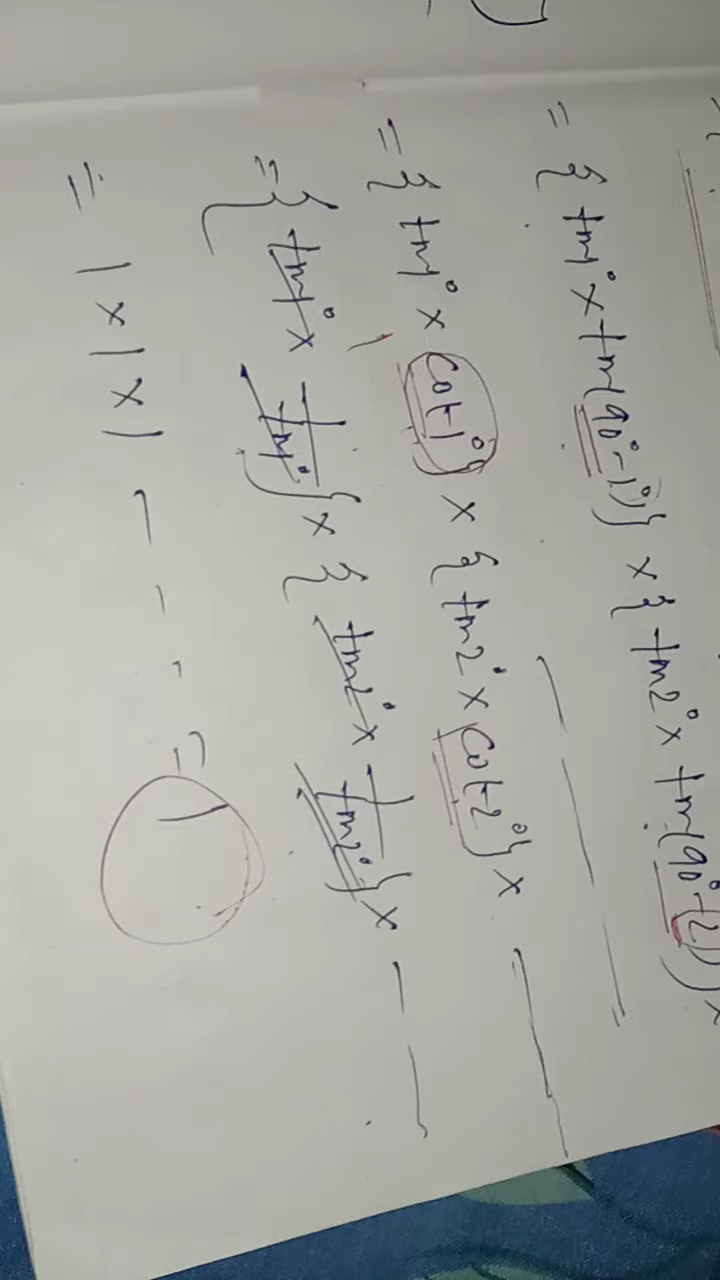 = { tan1° × tan(90°-1°)} × { tan2° × tan(90°-2)} ×
= { tan1° × cot1°} × { tan2° × cot2°} × —
= { tan1° × 1/tan1° } × { tan2° × 1/tan2° } × — —
= 1 × 1 × 1 - - - = 1